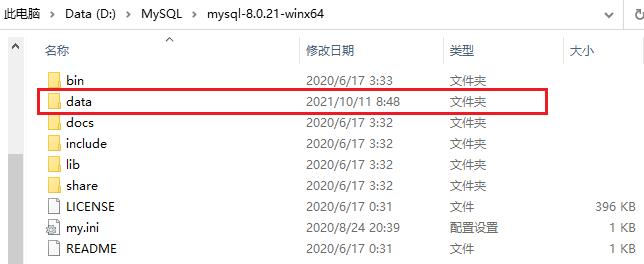 此电脑 > Data (D:) > MySQL > mysql-8.0.21-winx64
名称 修改日期 类型 大小
bin 2020/6/17 3:33 文件夹
data 2021/10/11 8:48 文件夹
docs 2020/6/17 3:32 文件夹
include 2020/6/17 3:32 文件夹
lib 2020/6/17 3:32 文件夹
share 2020/6/17 3:32 文件夹
LICENSE 2020/6/17 0:31 文件 396 KB
my.ini 2020/8/24 20:39 配置设置 1 KB
README 2020/6/17 0:31 文件 1 KB